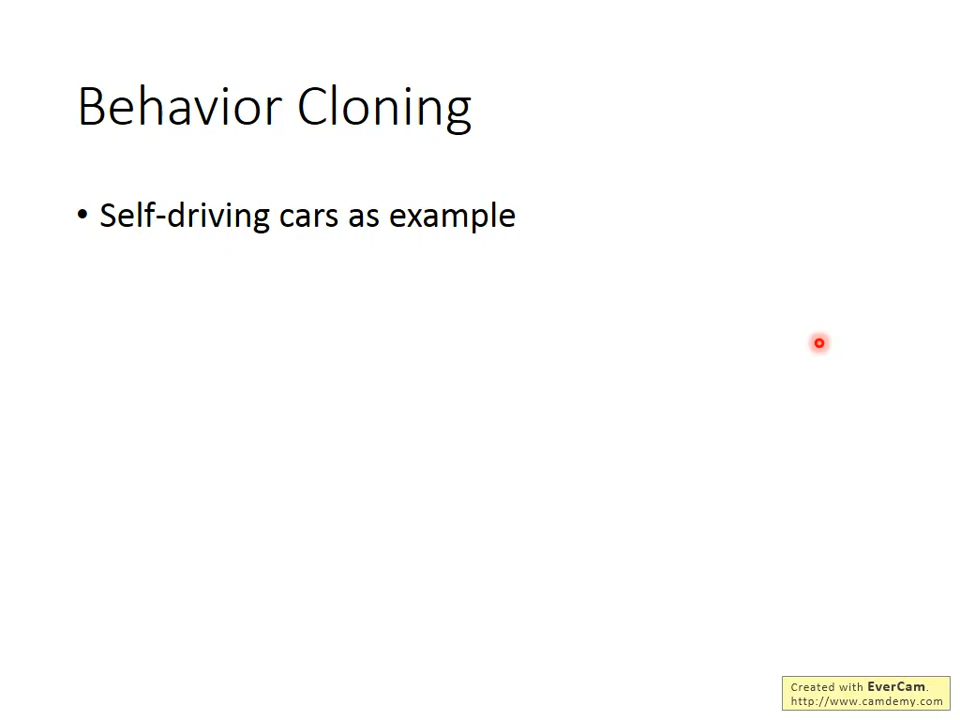 Behavior Cloning
• Self-driving cars as example
Created with EverCam.
http://www.camdemy.com